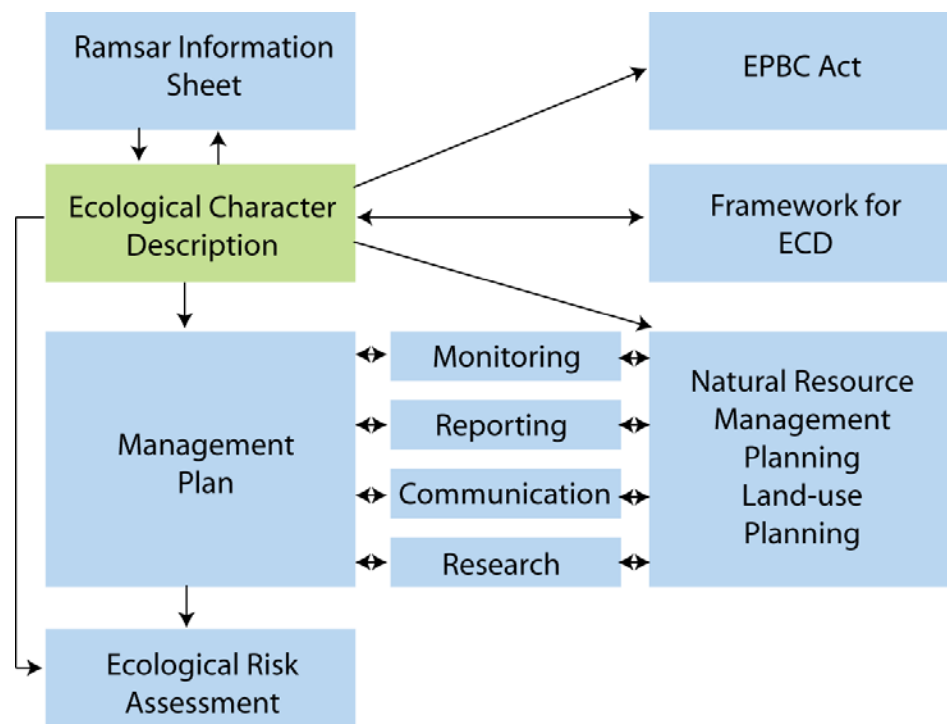 Ramsar Information
Sheet
EPBC Act
Ecological Character
Description
Framework for
ECD
Management
Plan
Monitoring
Reporting
Communication
Research
Natural Resource
Management
Planning
Land-use
Planning
Ecological Risk
Assessment